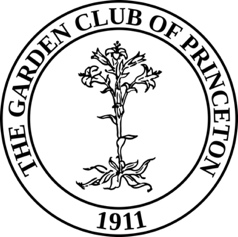 THE GARDEN CLUB OF PRINCETON
1911